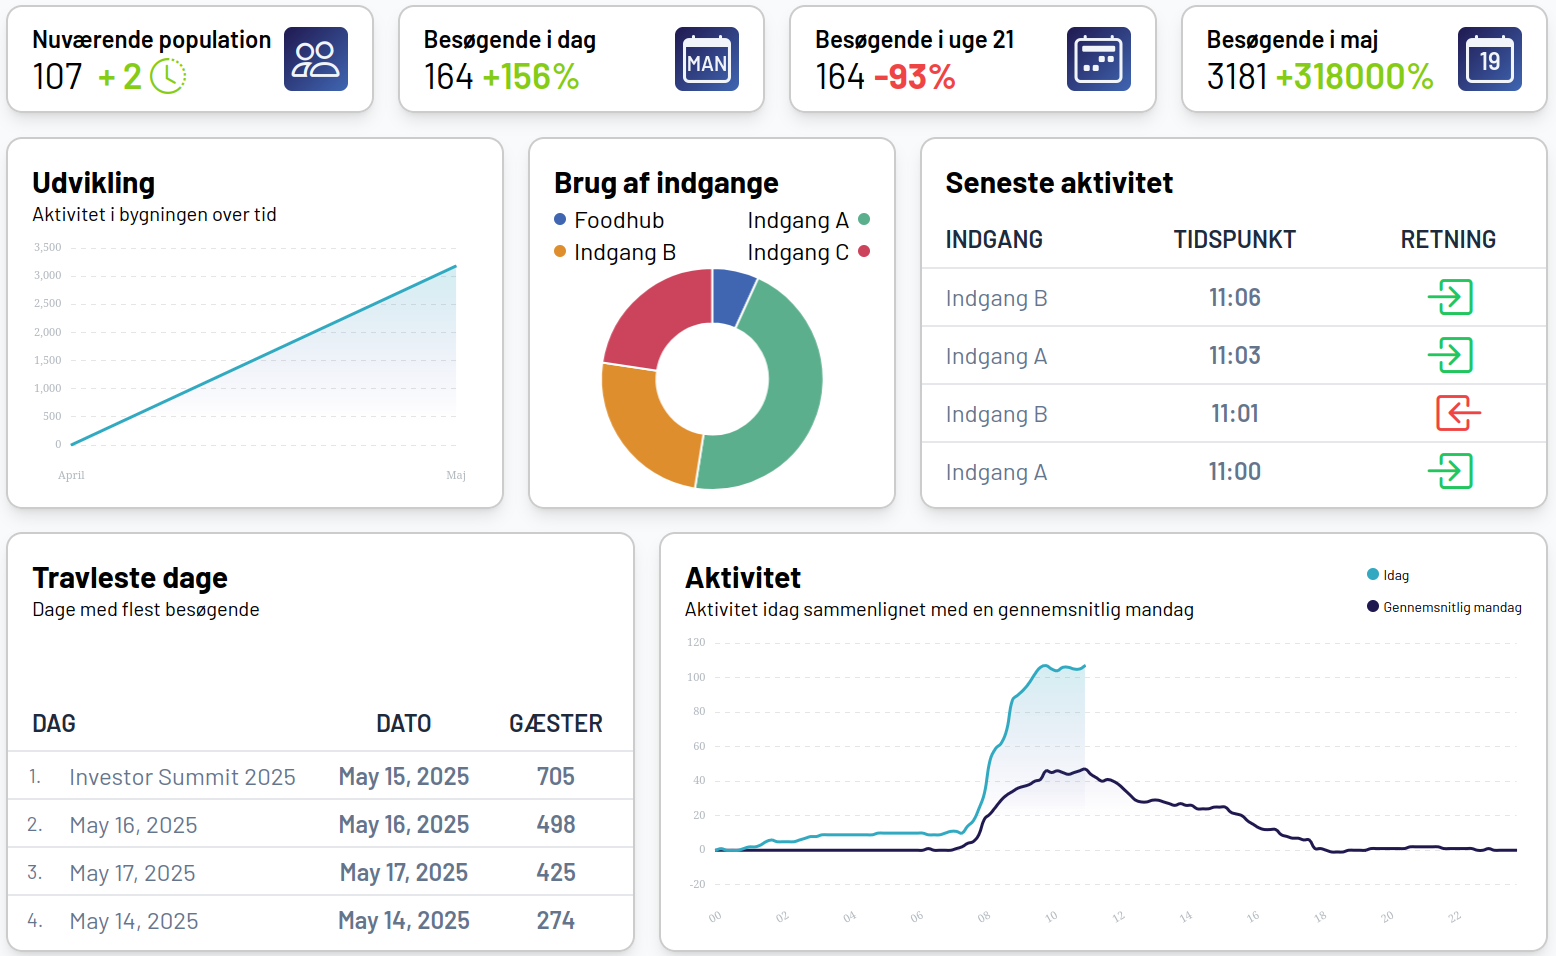 Nuværende population
107 + 2
Besøgende i dag
164 +156%
MAN
Besøgende i uge 21
164 -93%
Besøgende i maj
3181 +318000%
19
Udvikling
Aktivitet i bygningen over tid
3,500
3,000
2,500
2,000
1,500
1,000
500
0
April Maj
Brug af indgange
Foodhub Indgang A
Indgang B Indgang C
Seneste aktivitet
INDGANG TIDSPUNKT RETNING
Indgang B 11:06
Indgang A 11:03
Indgang B 11:01
Indgang A 11:00
Travleste dage
Dage med flest besøgende
DAG DATO GÆSTER
1. Investor Summit 2025 May 15, 2025 705
2. May 16, 2025 May 16, 2025 498
3. May 17, 2025 May 17, 2025 425
4. May 14, 2025 May 14, 2025 274
Aktivitet
Aktivitet idag sammenlignet med en gennemsnitlig mandag
Idag
Gennemsnitlig mandag
120
100
80
60
40
20
0
-20
00 02 04 06 08 10 12 14 16 18 20 22